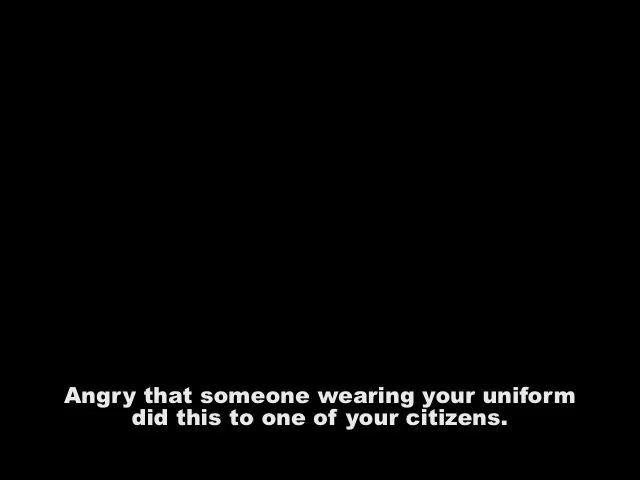 Angry that someone wearing your uniform
did this to one of your citizens.